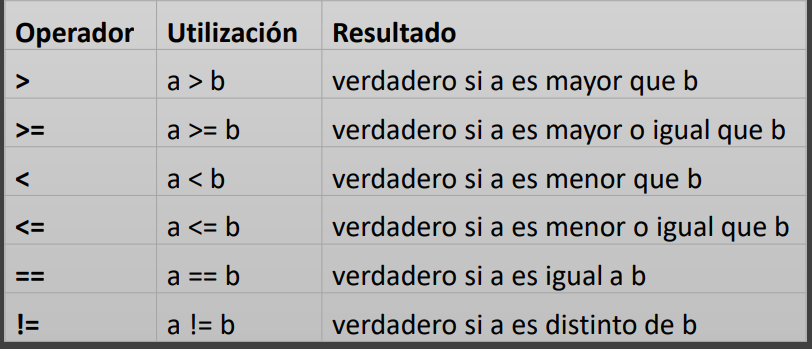 Operador Utilización Resultado
> a > b verdadero si a es mayor que b
>= a >= b verdadero si a es mayor o igual que b
< a < b verdadero si a es menor que b
<= a <= b verdadero si a es menor o igual que b
== a == b verdadero si a es igual a b
!= a != b verdadero si a es distinto de b